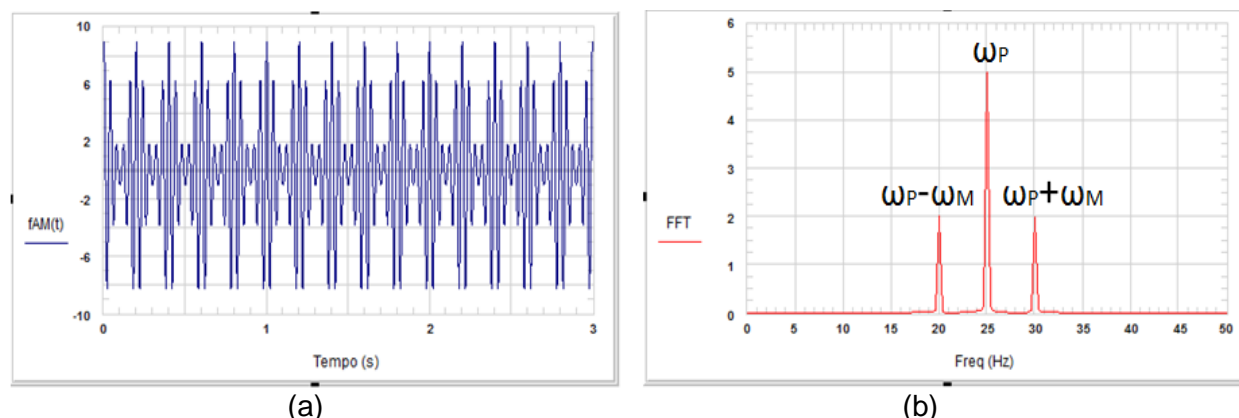 10
6
2
-2
fAM(t)
-6
-10
0
1
2
3
Tempo (s)
(a)
6
ωP
5
4
3
ωP-ωM
ωP+ωM
FFT
2
1
0
0 5 10 15 20 25 30 35 40 45 50
Freq (Hz)
(b)